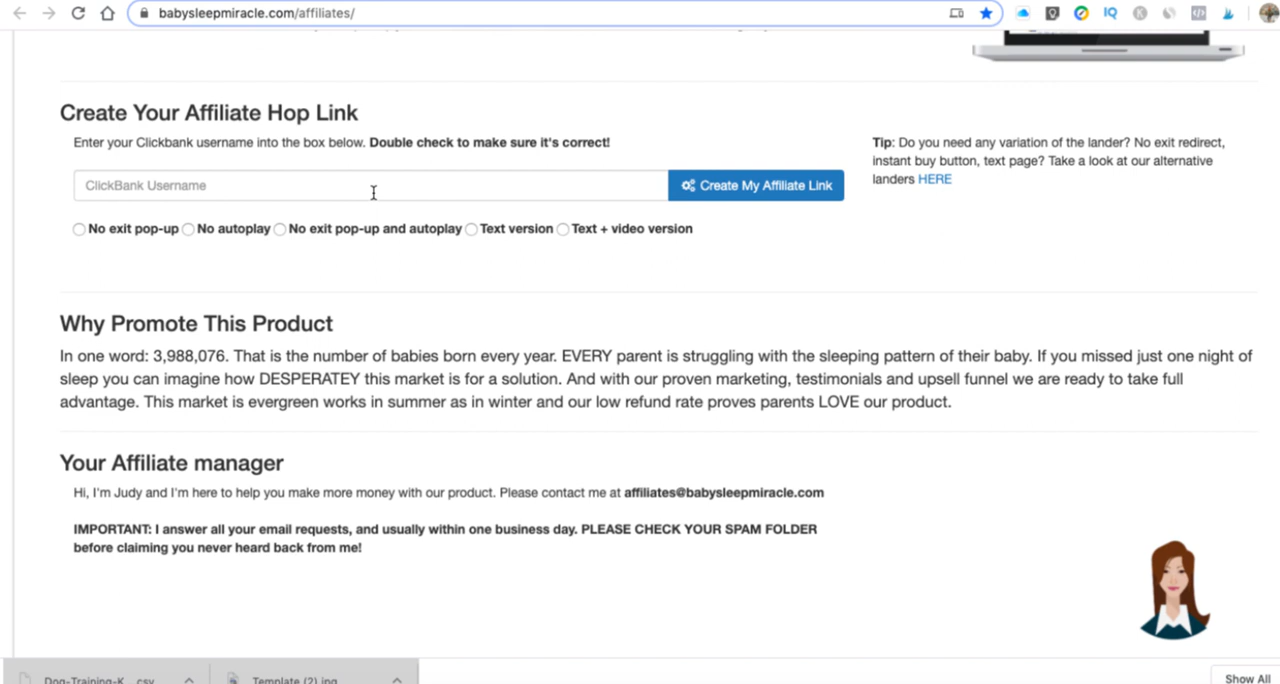 babysleepmiracle.com/affiliates/
Create Your Affiliate Hop Link
Enter your Clickbank username into the box below. Double check to make sure it's correct!
Tip: Do you need any variation of the lander? No exit redirect,
instant buy button, text page? Take a look at our alternative
landers HERE
ClickBank Username
Create My Affiliate Link
No exit pop-up No autoplay No exit pop-up and autoplay Text version Text + video version
Why Promote This Product
In one word: 3,988,076. That is the number of babies born every year. EVERY parent is struggling with the sleeping pattern of their baby. If you missed just one night of
sleep you can imagine how DESPERATEY this market is for a solution. And with our proven marketing, testimonials and upsell funnel we are ready to take full
advantage. This market is evergreen works in summer as in winter and our low refund rate proves parents LOVE our product.
Your Affiliate manager
Hi, I'm Judy and I'm here to help you make more money with our product. Please contact me at affiliates@babysleepmiracle.com
IMPORTANT: I answer all your email requests, and usually within one business day. PLEASE CHECK YOUR SPAM FOLDER
before claiming you never heard back from me!
Dog-Training-K....csv
Template (2).jpg
Show All